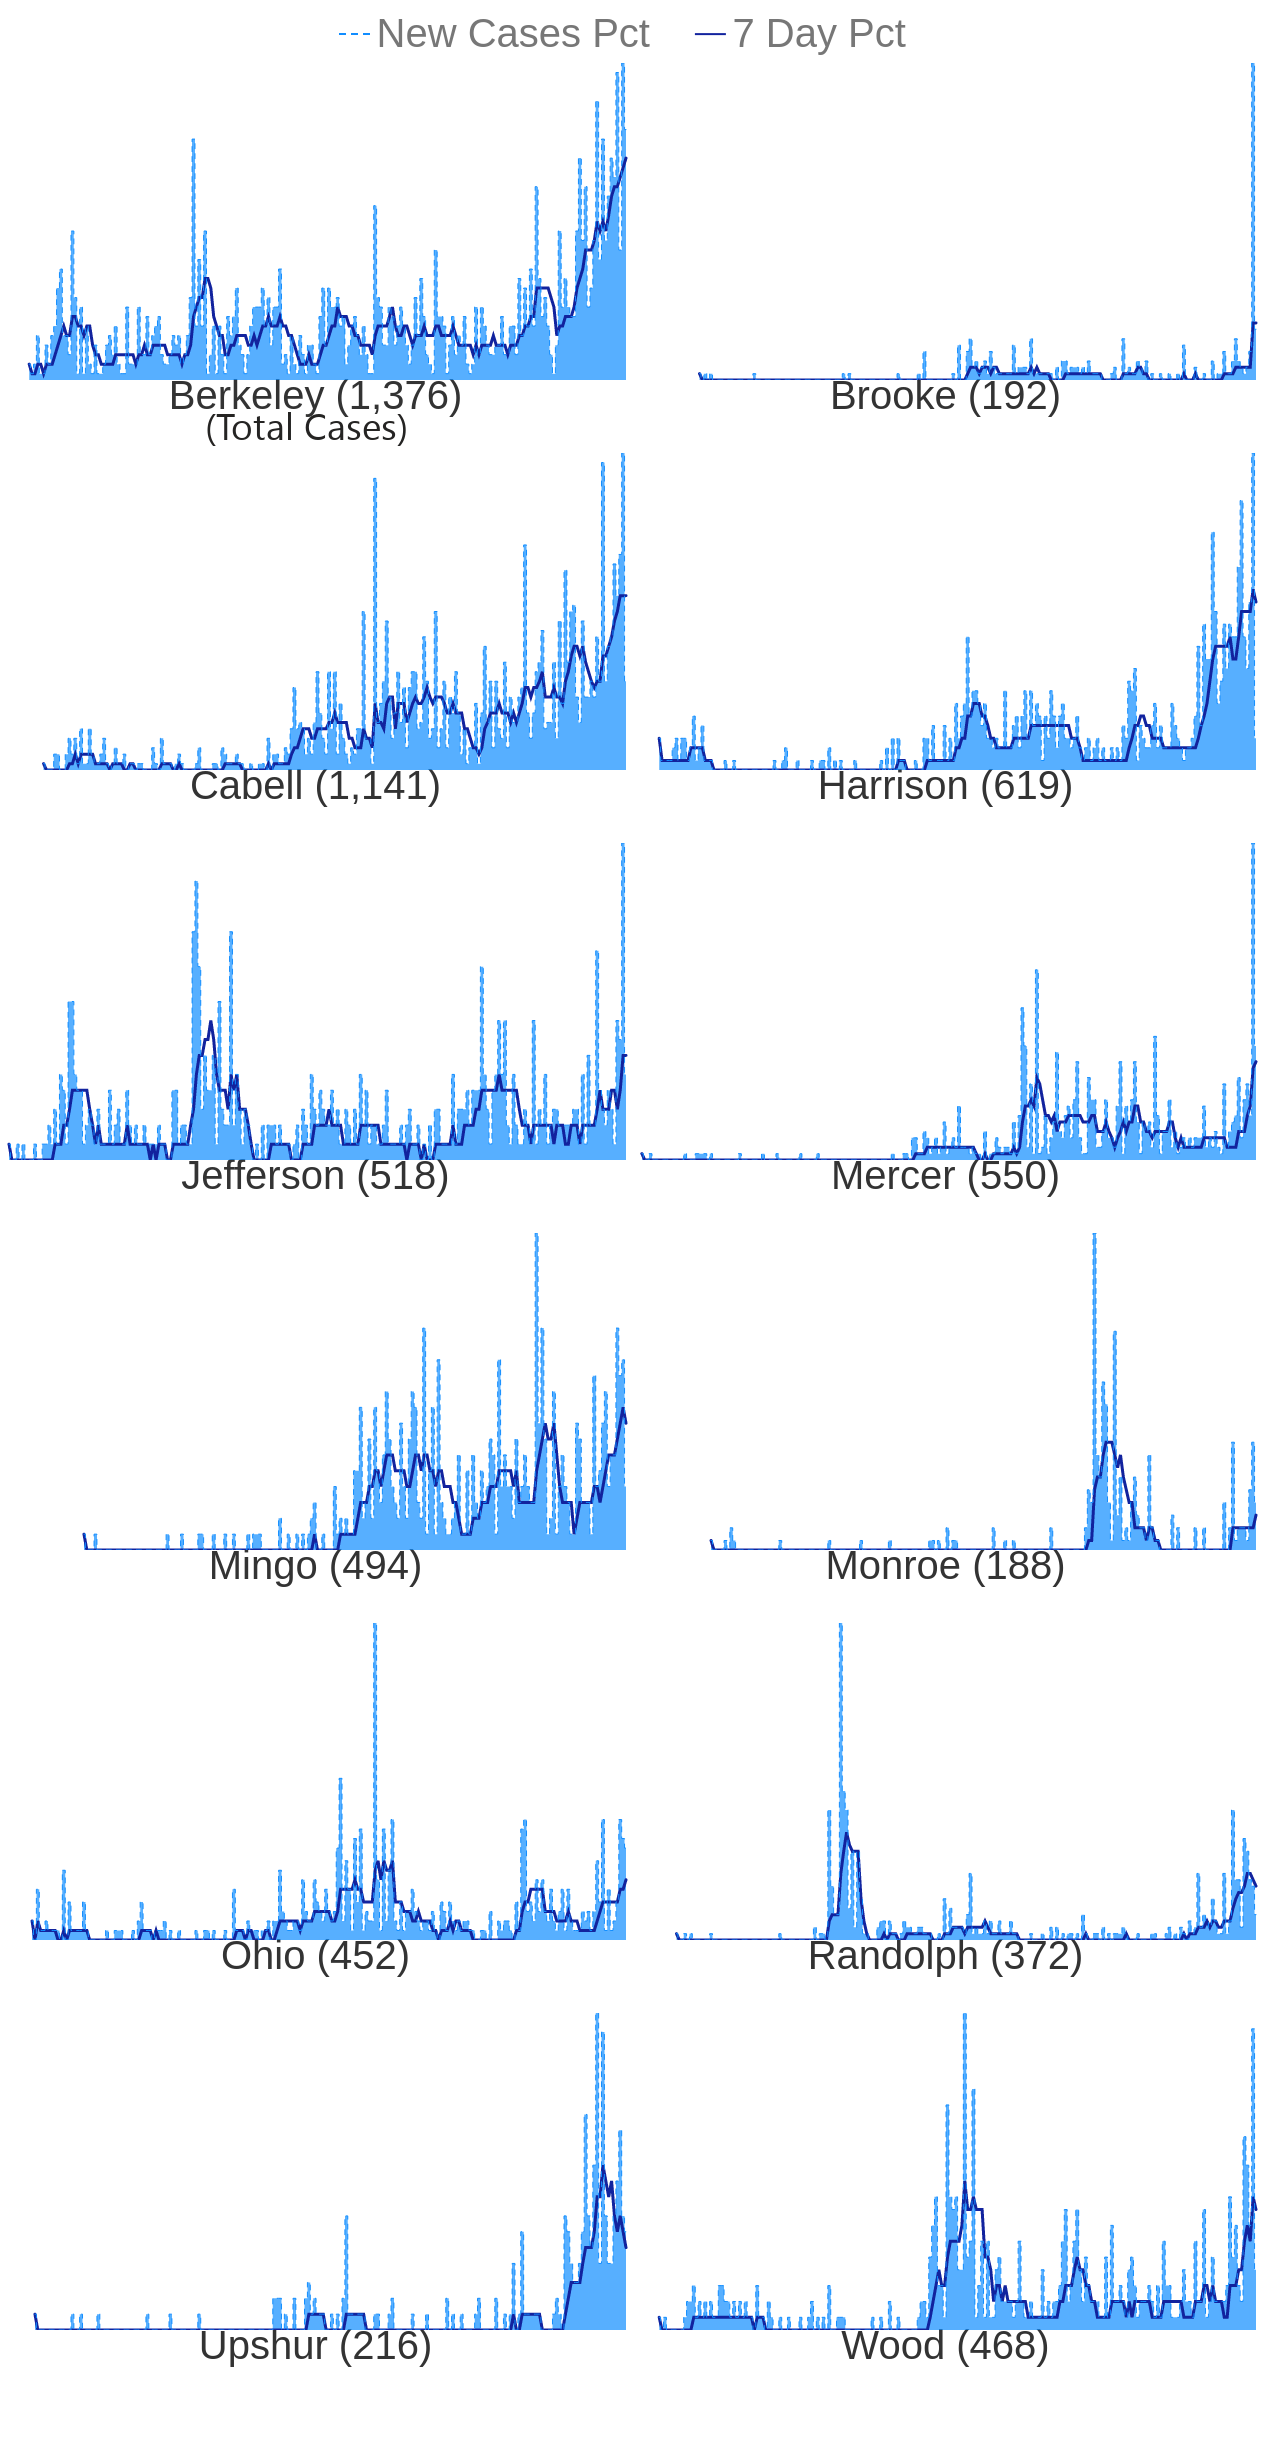 New Cases Pct 7 Day Pct
Berkeley (1,376) Brooke (192)
(Total Cases)
Cabell (1,141) Harrison (619)
Jefferson (518) Mercer (550)
Mingo (494) Monroe (188)
Ohio (452) Randolph (372)
Upshur (216) Wood (468)